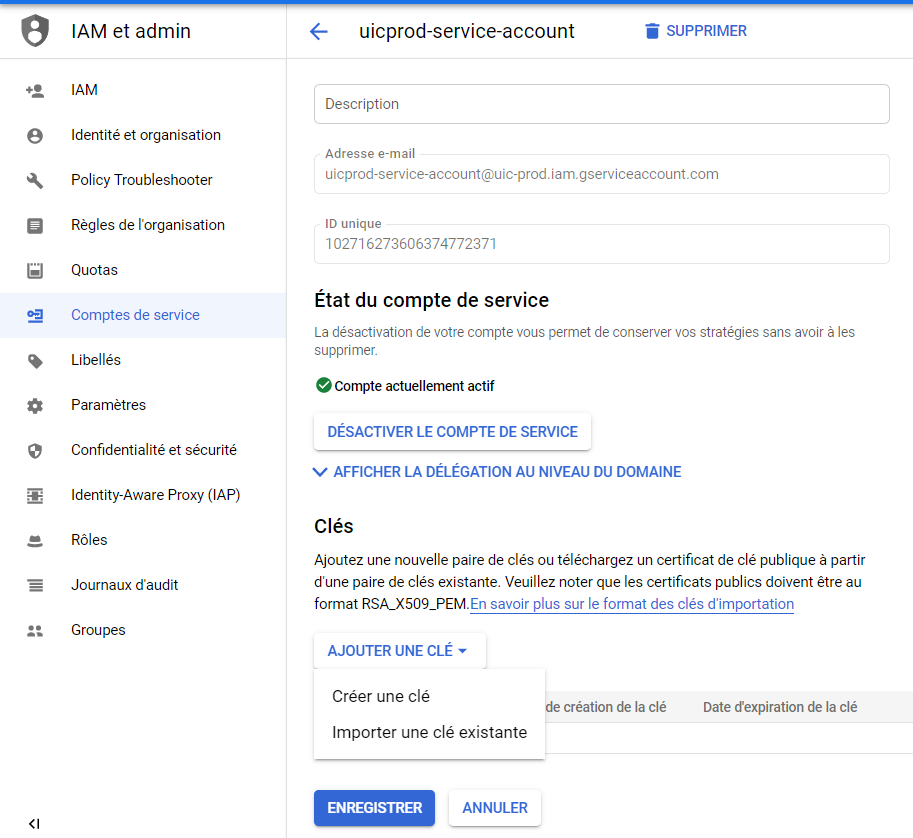 IAM et admin
uicprod-service-account
SUPPRIMER
IAM
Identité et organisation
Policy Troubleshooter
Règles de l'organisation
Quotas
Comptes de service
Libellés
Paramètres
Confidentialité et sécurité
Identity-Aware Proxy (IAP)
Rôles
Journaux d'audit
Groupes
Description
Adresse e-mail
uicprod-service-account@uic-prod.iam.gserviceaccount.com
ID unique
102716273606374772371
État du compte de service
La désactivation de votre compte vous permet de conserver vos stratégies sans avoir à les
supprimer.
Compte actuellement actif
DÉSACTIVER LE COMPTE DE SERVICE
AFFICHER LA DÉLÉGATION AU NIVEAU DU DOMAINE
Clés
Ajoutez une nouvelle paire de clés ou téléchargez un certificat de clé publique à partir
d'une paire de clés existante. Veuillez noter que les certificats publics doivent être au
format RSA_X509_PEM.En savoir plus sur le format des clés d'importation
AJOUTER UNE CLÉ
Créer une clé
Importer une clé existante
de création de la clé
Date d'expiration de la clé
ENREGISTRER
ANNULER